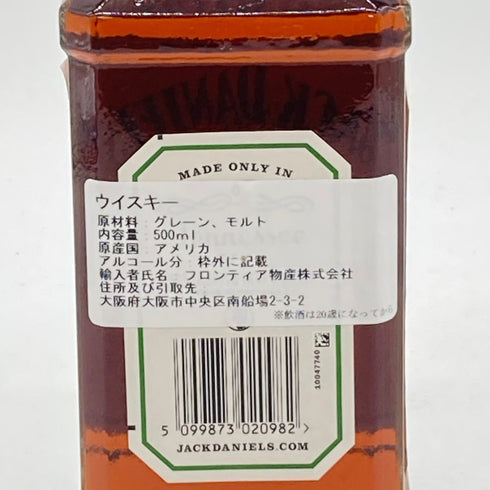 MADE ONLY IN
ウイスキー
原材料：グレーン、モルト
内容量：500ml
原産国：アメリカ
アルコール分：枠外に記載
輸入者氏名：フロンティア物産株式会社
住所及び引取先：
大阪府大阪市中央区南船場2-3-2
※飲酒は20歳になってから
10047740
5 099873 020982 >
JACKDANIELS.COM